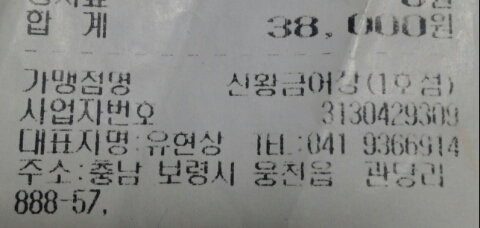 합 계 38,000원
가맹점명 신황금어장(1호점)
사업자번호 3130429309
대표자명:유현상 TEL:041 9366914
주소:충남 보령시 웅천읍 관당리
888-57,